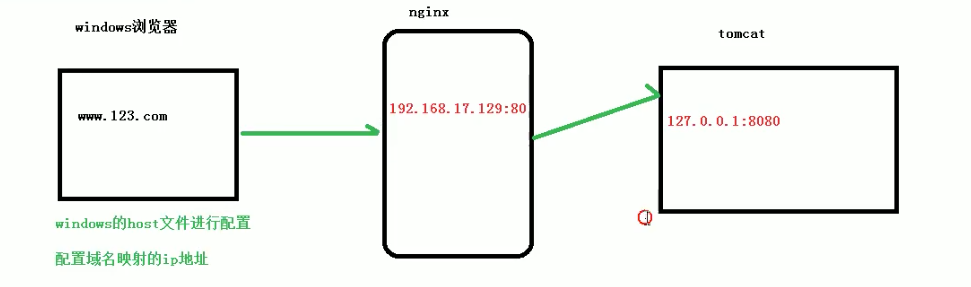 windows浏览器
nginx
tomcat
www.123.com
192.168.17.129:80
127.0.0.1:8080
windows的host文件进行配置
配置域名映射的ip地址